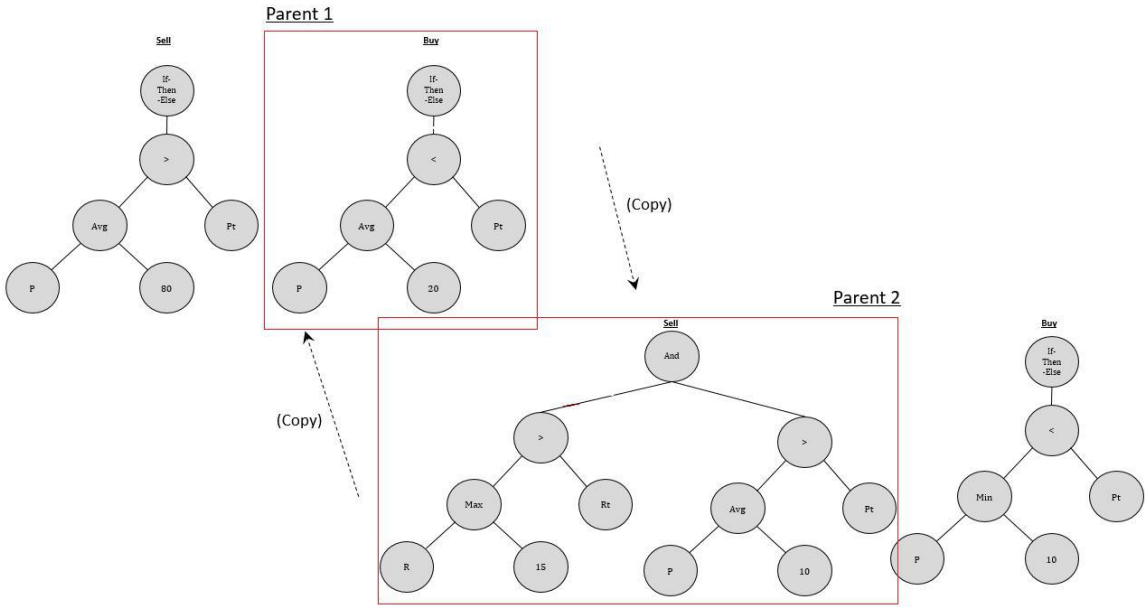 Parent 1
Sell
Buy
If-
Then
-Else
If-
Then
-Else
>
<
(Copy)
Avg
Pt
Avg
Pt
P
80
P
20
Parent 2
Sell
Buy
And
If-
Then
-Else
(Copy)
>
>
<
Max
Rt
Avg
Pt
Min
Pt
R
15
P
10
P
10